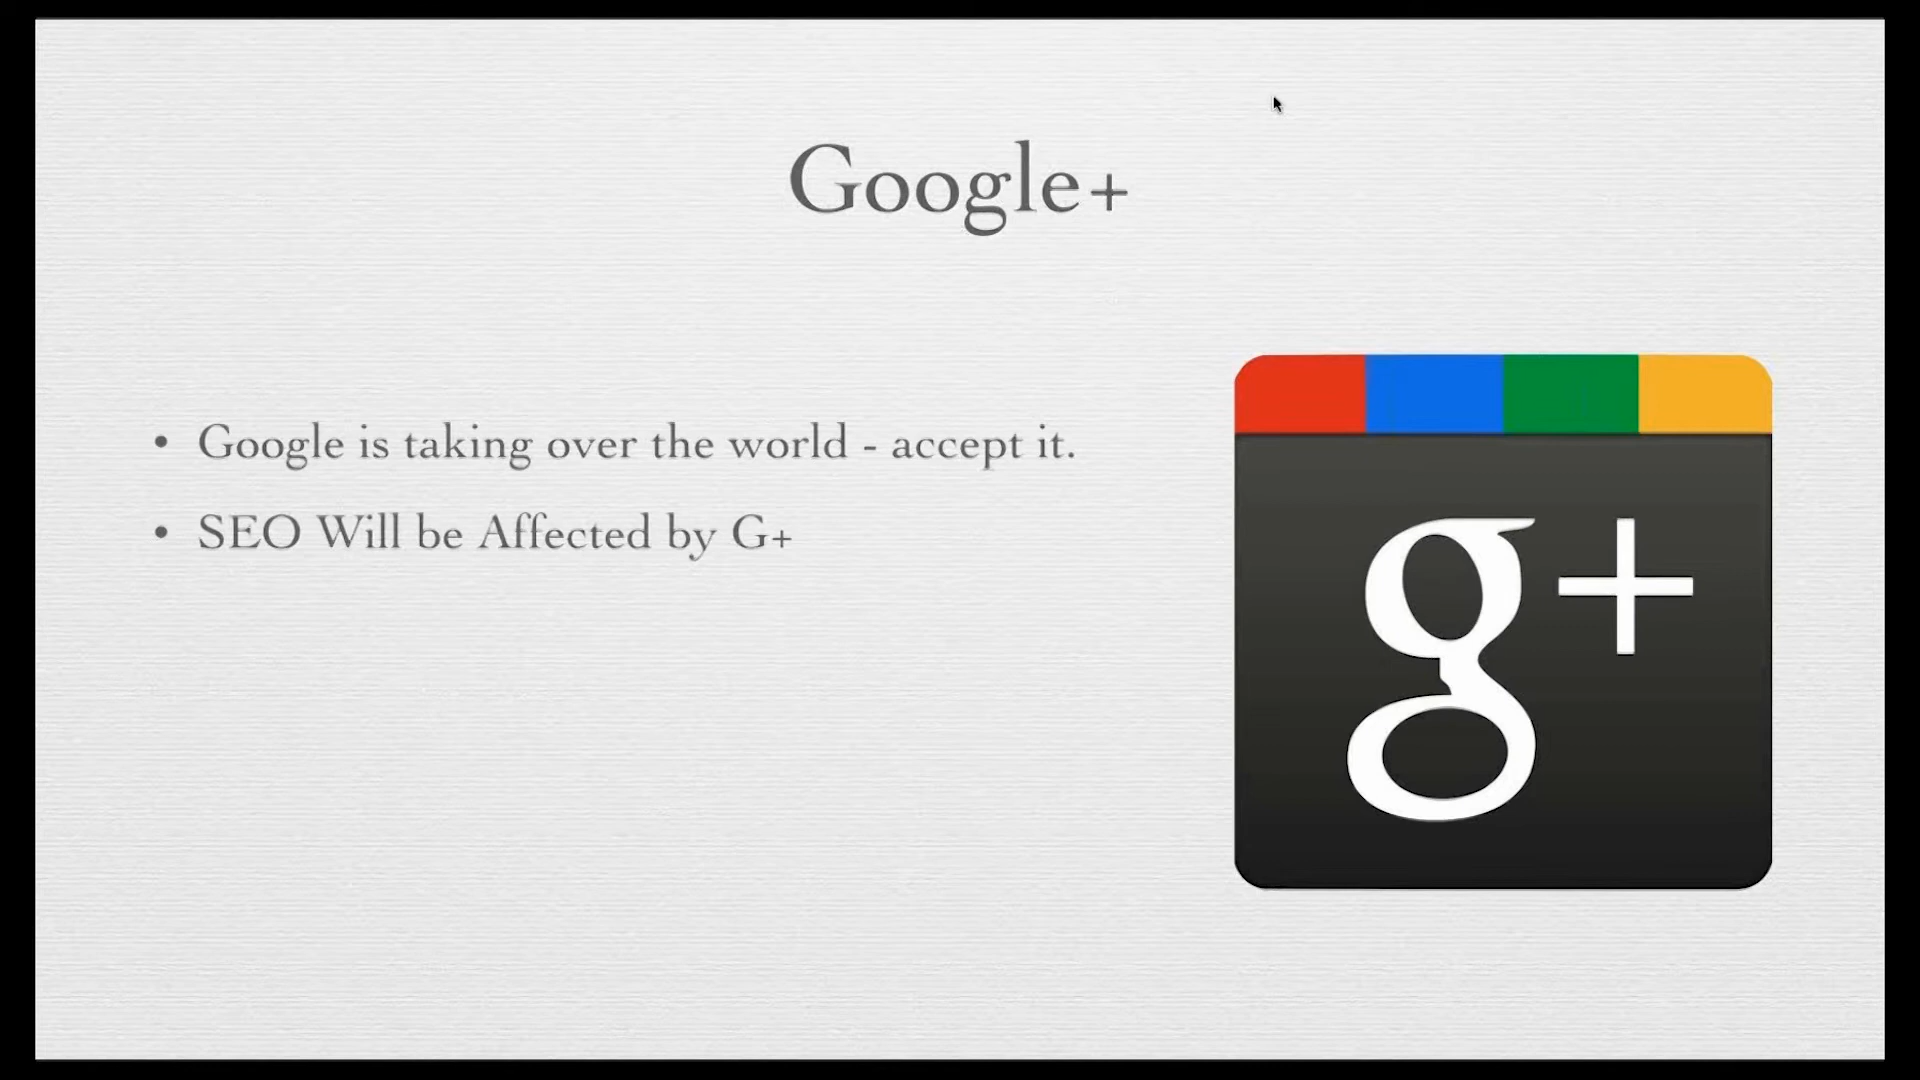 Google+
• Google is taking over the world - accept it.
• SEO Will be Affected by G+
g+